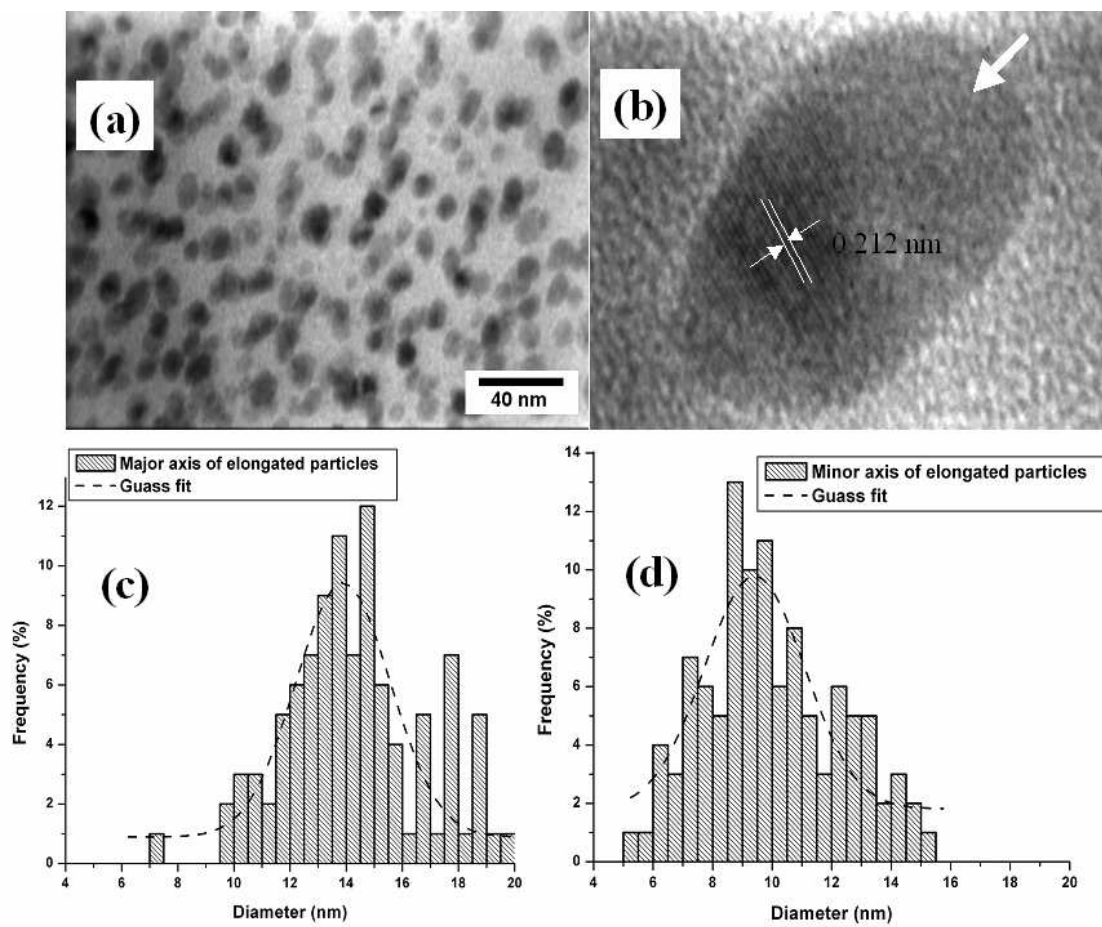 (a)
40 nm
(b)
0.212 nm
Major axis of elongated particles
Guass fit
(c)
Frequency (%)
12
10
8
6
4
2
0
4 6 8 10 12 14 16 18 20
Diameter (nm)
Minor axis of elongated particles
Guass fit
(d)
Frequency (%)
14
12
10
8
6
4
2
0
4 6 8 10 12 14 16 18 20
Diameter (nm)